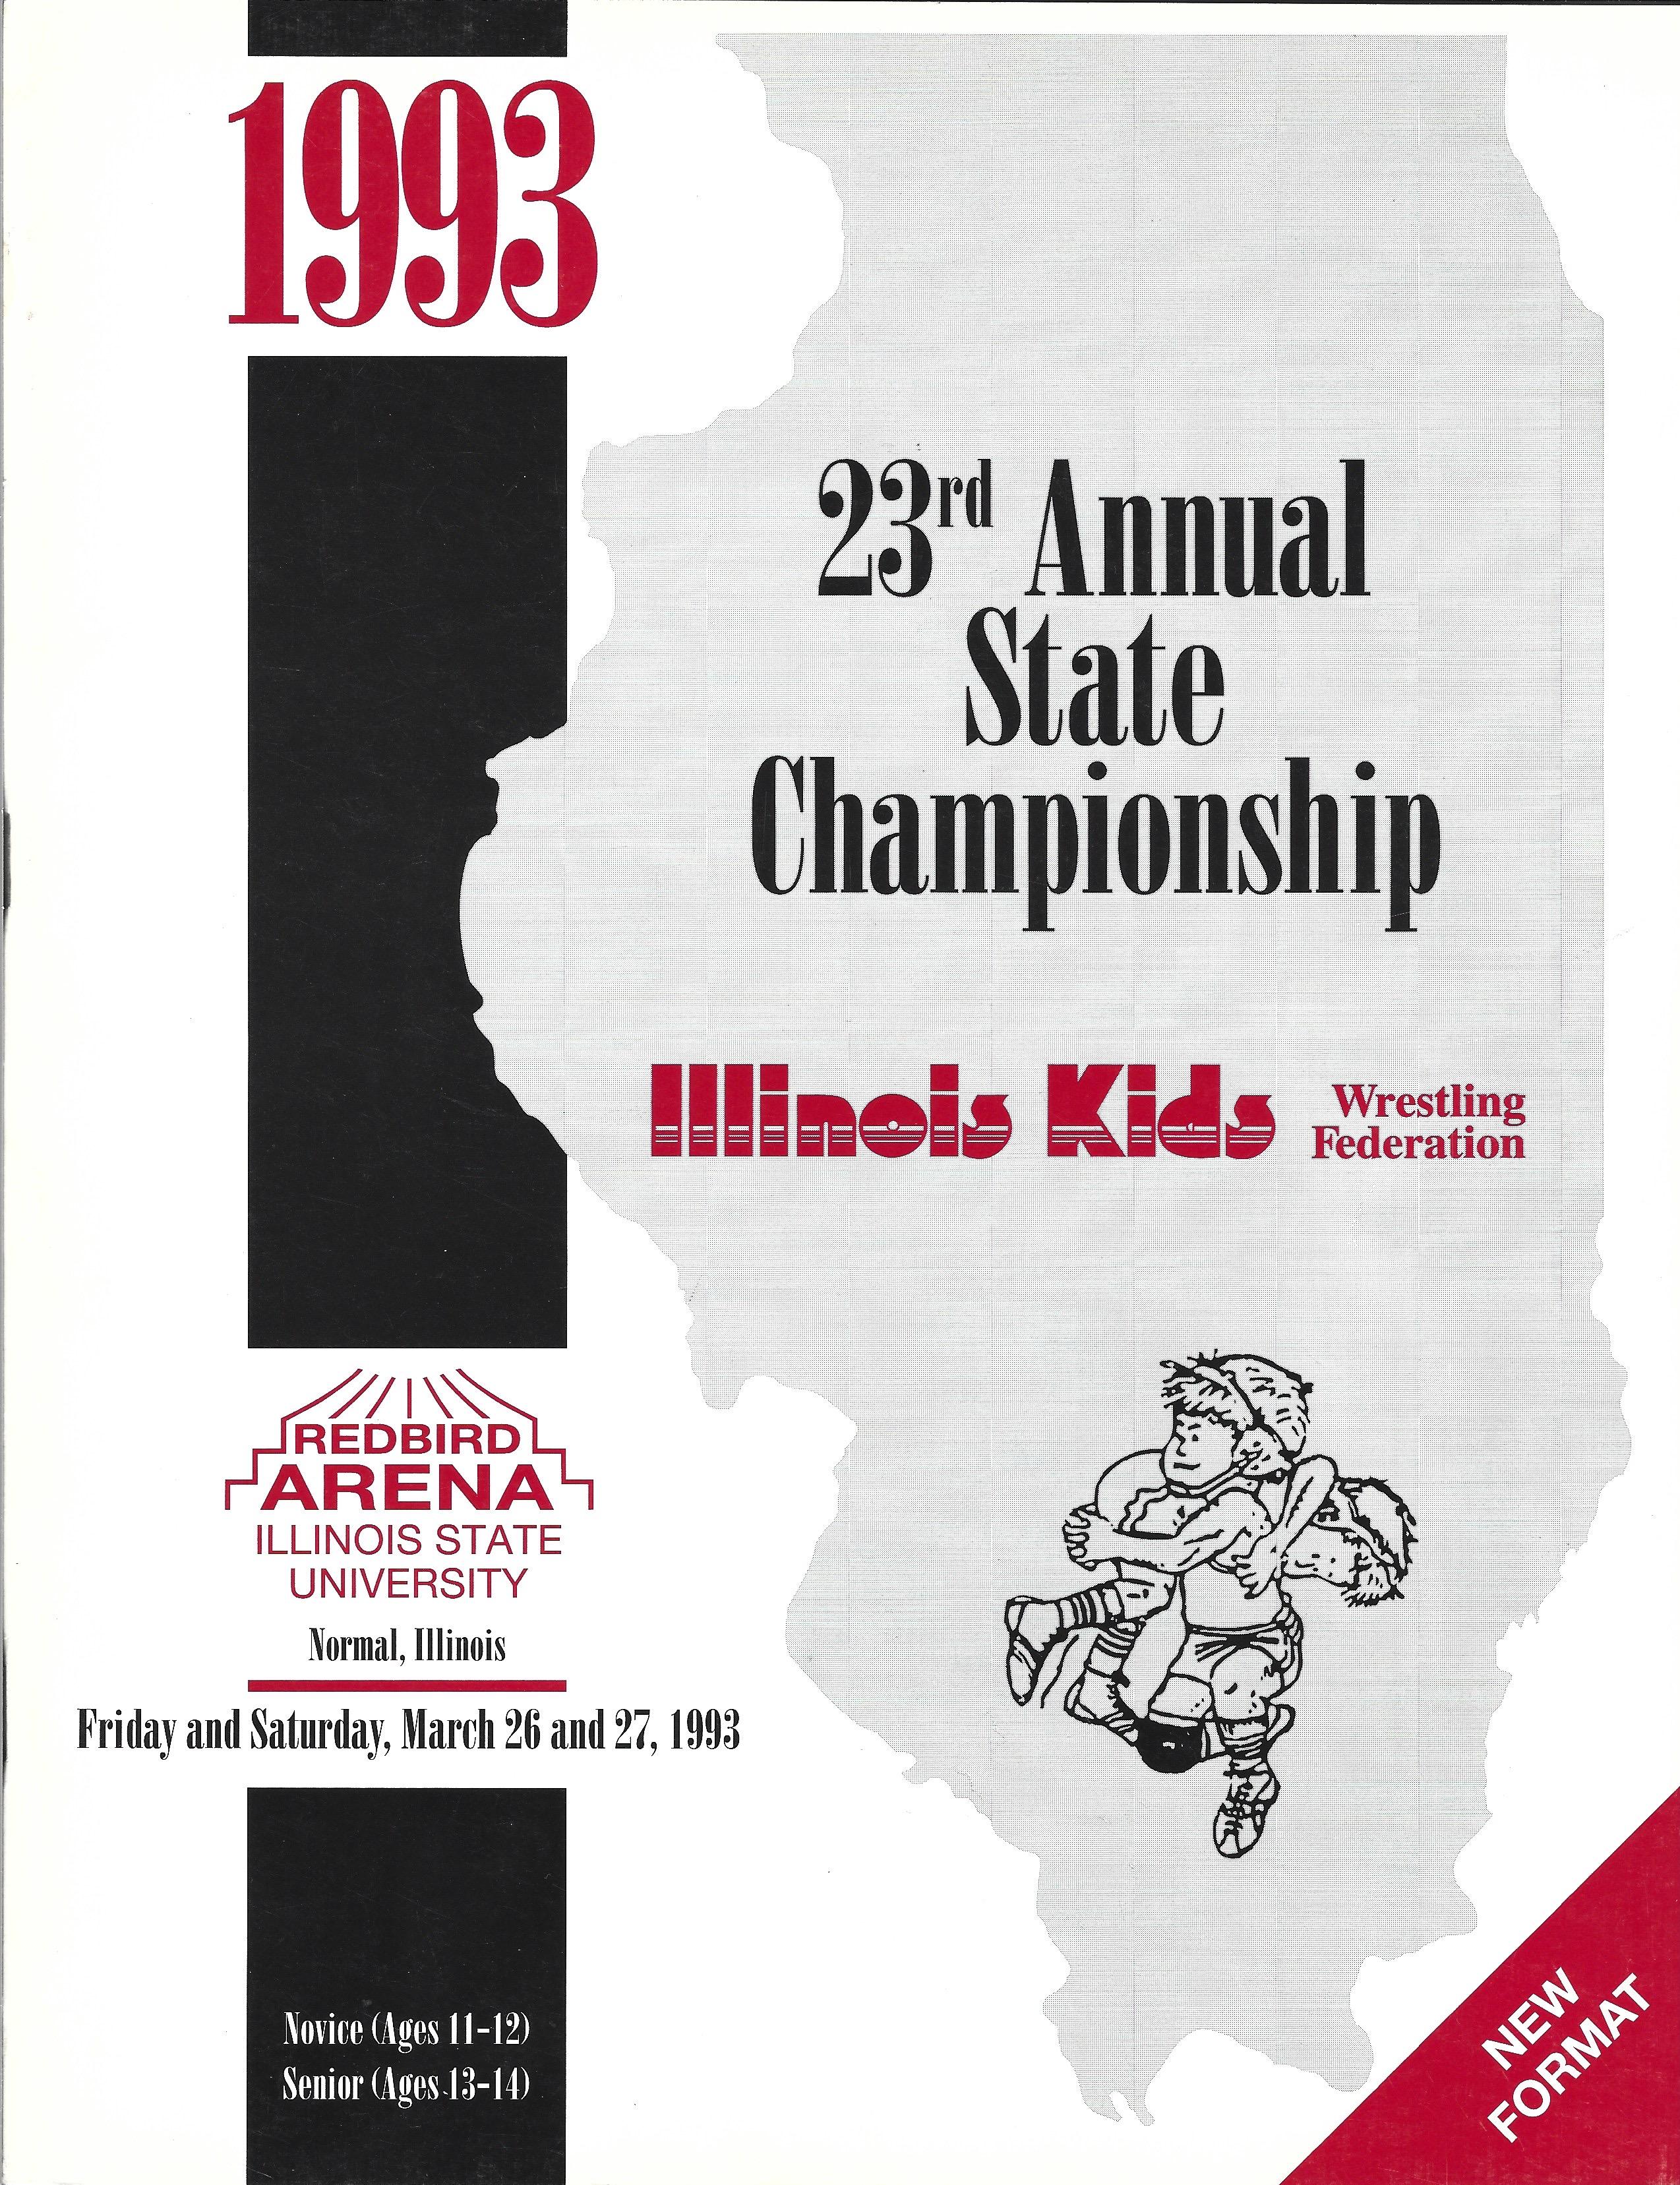 1993
23rd Annual
State
Championship
Illinois Kids Wrestling
Federation
REDBIRD
ARENA
ILLINOIS STATE
UNIVERSITY
Normal, Illinois
Friday and Saturday, March 26 and 27, 1993
Novice (Ages 11-12)
Senior (Ages 13-14)
NEW
FORMAT